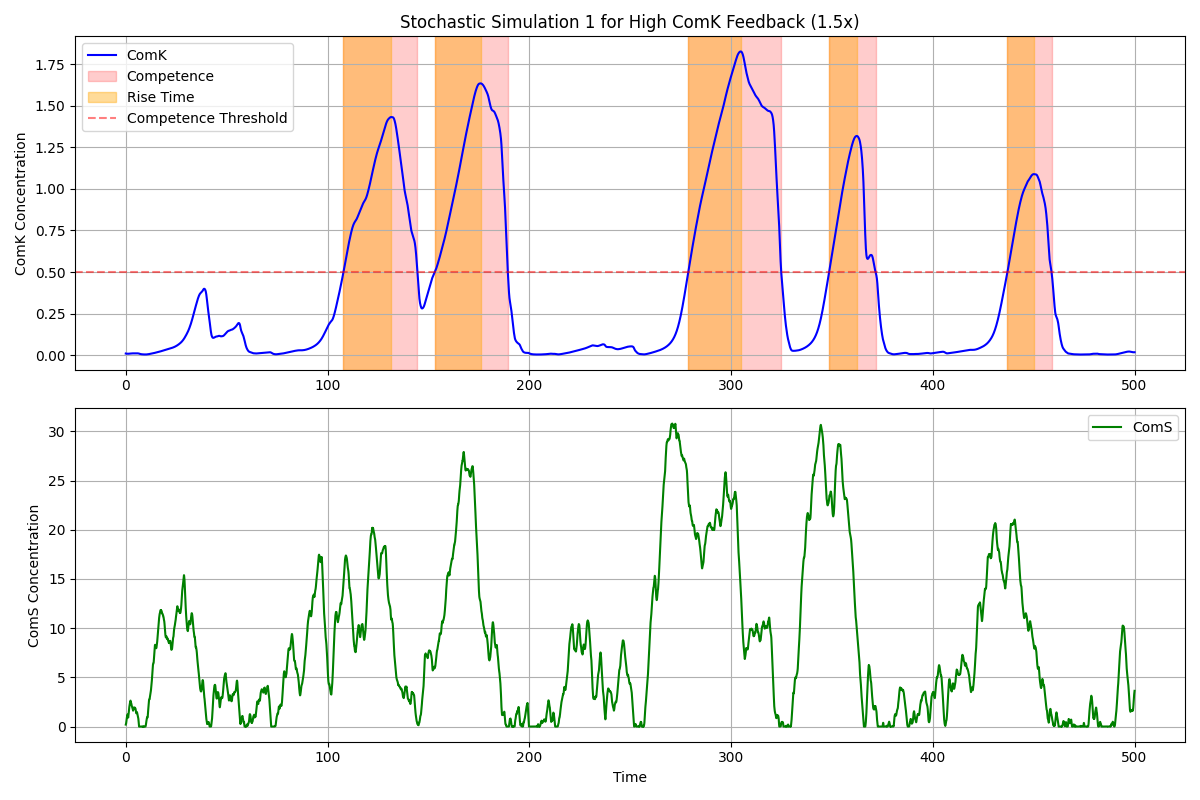 Stochastic Simulation 1 for High ComK Feedback (1.5x)
ComK Concentration
1.75
1.50
1.25
1.00
0.75
0.50
0.25
0.00
ComK
Competence
Rise Time
Competence Threshold
0 100 200 300 400 500
ComS Concentration
30
25
20
15
10
5
0
ComS
0 100 200 300 400 500
Time